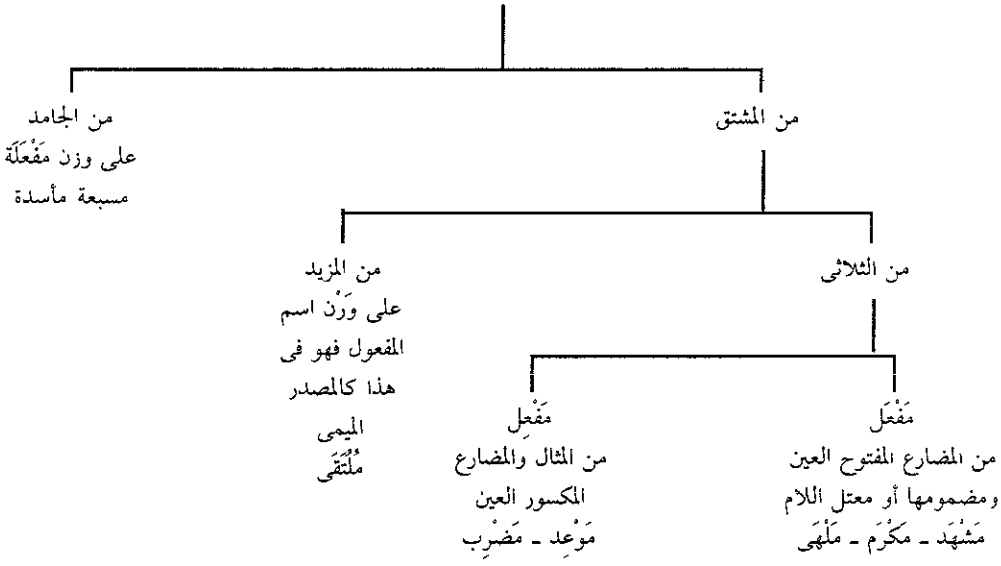 من المشتق
من الجامد
على وزن مَفْعَلَة
مسبعة مأسدة
من الثلاثى
من المزيد
على وَزْن اسم
المفعول فهو فى
هذا كالمصدر
الميمى
مُلْتَقَى
مَفْعَل
من المضارع المفتوح العين
ومضمومها أو معتل اللام
مَشْهَد ـ مَكْرَم ـ مَلْهَى
مَفْعِل
من المثال والمضارع
المكسور العين
مَوْعِد ـ مَضْرِب